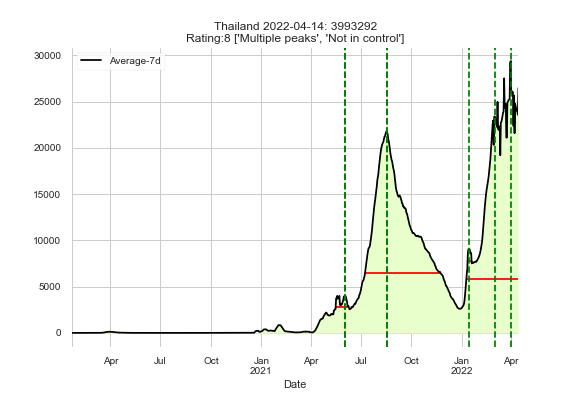 Thailand 2022-04-14: 3993292
Rating:8 ['Multiple peaks', 'Not in control']
Average-7d
30000
25000
20000
15000
10000
5000
0
Apr Jul Oct Jan Apr Jul Oct Jan Apr
2021 2022
Date